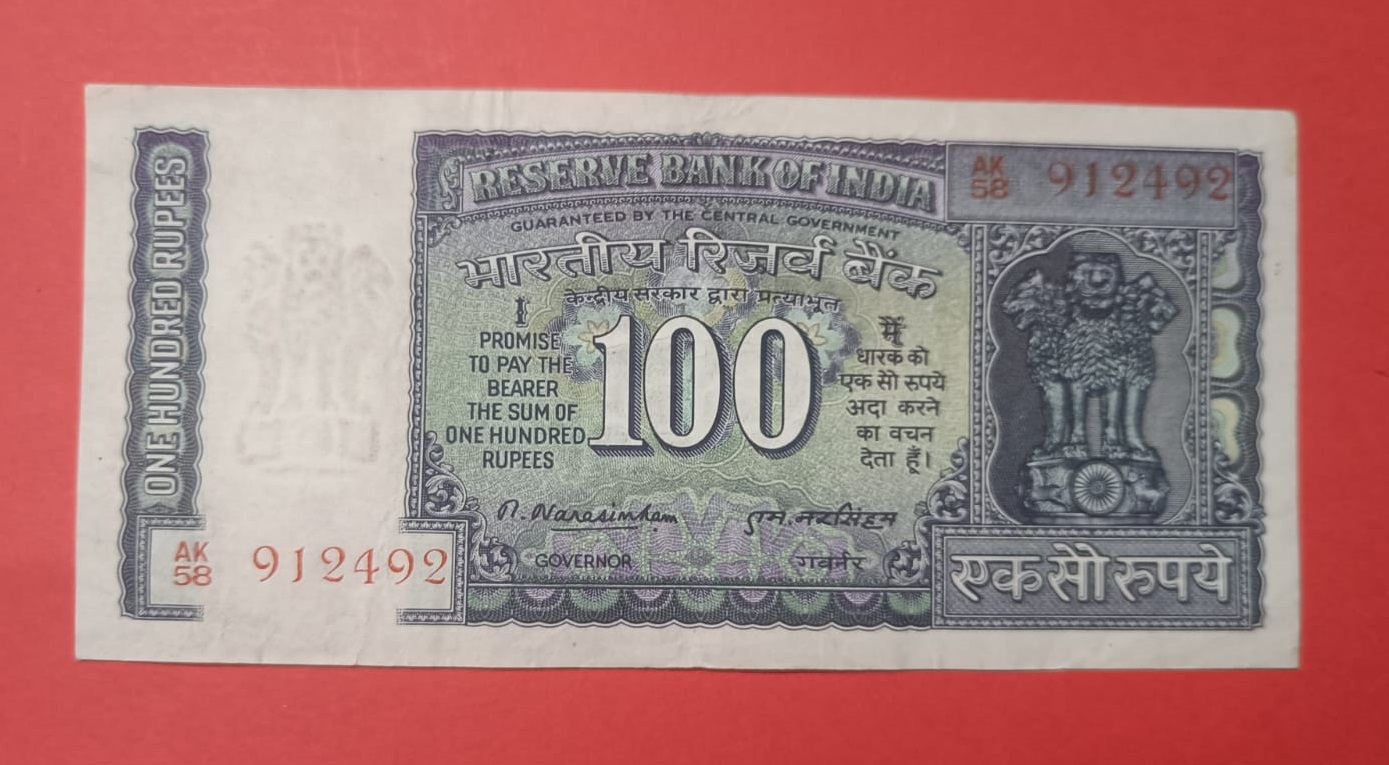 ONE HUNDRED RUPEES
RESERVE BANK OF INDIA
AK
58 912492
GUARANTEED BY THE CENTRAL GOVERNMENT
भारतीय रिजर्व बैंक
केन्द्रीय सरकार द्वारा प्रत्याभूत
I
PROMISE
TO PAY THE
BEARER
THE SUM OF
ONE HUNDRED
RUPEES
100
मैं
धारक को
एक सौ रुपये
अदा करने
का वचन
देता हूँ।
M. Narasimham
एम. नरसिंहम
GOVERNOR
गवर्नर
AK
58 912492
एक सौ रुपये